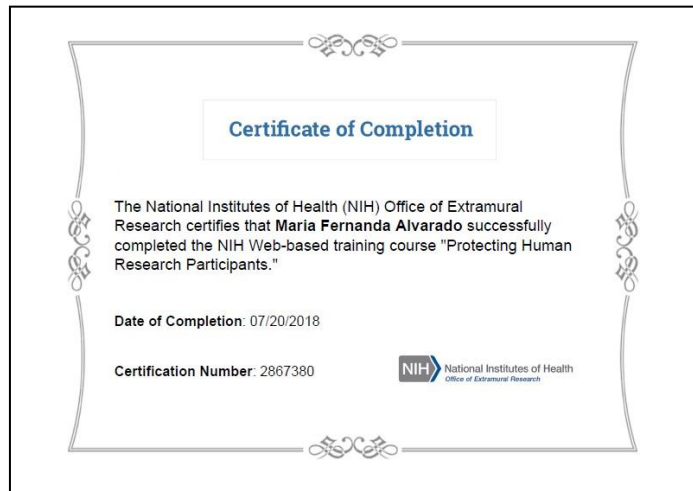 Certificate of Completion
The National Institutes of Health (NIH) Office of Extramural
Research certifies that Maria Fernanda Alvarado successfully
completed the NIH Web-based training course "Protecting Human
Research Participants."
Date of Completion: 07/20/2018
Certification Number: 2867380
NIH National Institutes of Health
Office of Extramural Research